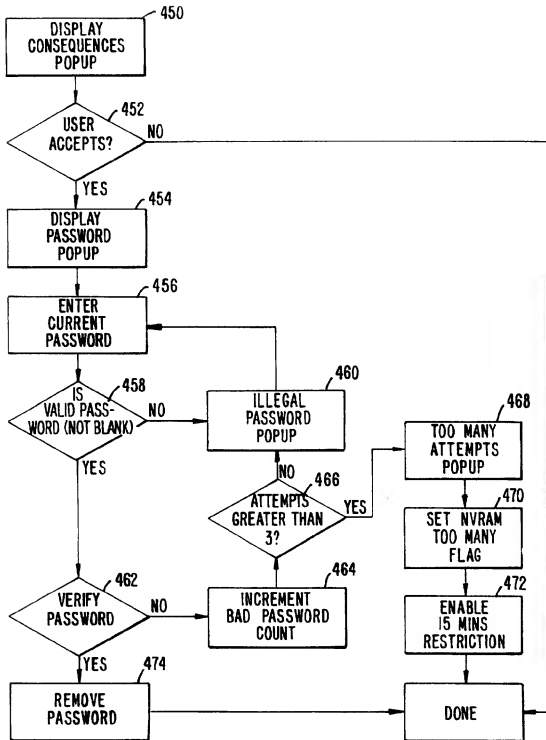 450
DISPLAY
CONSEQUENCES
POPUP
452
USER
ACCEPTS?
NO
YES
454
DISPLAY
PASSWORD
POPUP
456
ENTER
CURRENT
PASSWORD
458
IS
VALID PASS-
WORD (NOT BLANK)
NO
YES
460
ILLEGAL
PASSWORD
POPUP
NO
466
ATTEMPTS
GREATER THAN
3?
YES
468
TOO MANY
ATTEMPTS
POPUP
470
SET NVRAM
TOO MANY
FLAG
462
VERIFY
PASSWORD
NO
YES
464
INCREMENT
BAD PASSWORD
COUNT
472
ENABLE
15 MINS
RESTRICTION
474
REMOVE
PASSWORD
DONE